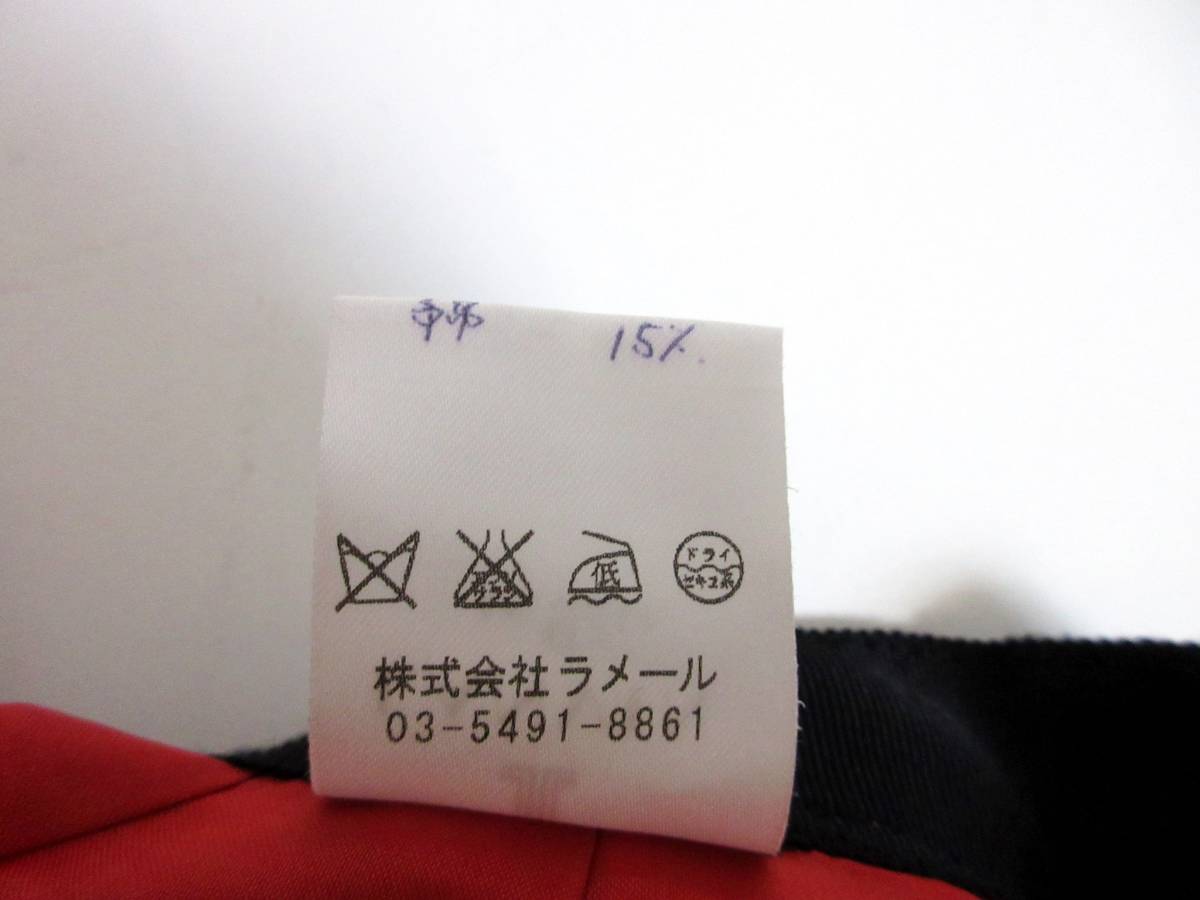 15%.
低 ドライ
セキユ系
株式会社ラメール
03-5491-8861